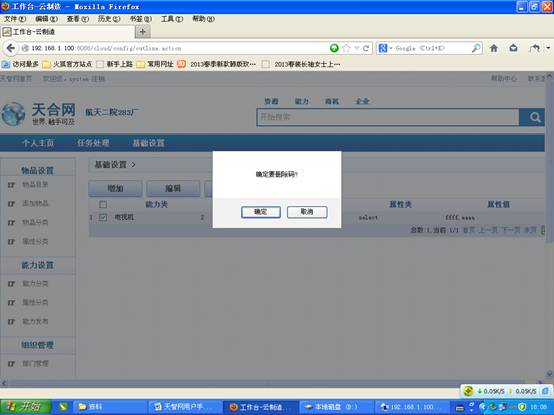 工作台-云制造 - Mozilla Firefox
文件(F) 编辑(E) 查看(V) 历史(S) 书签(B) 工具(T) 帮助(H)
工作台-云制造
192.168.1.100:8080/cloud/config/outline.action
Google (Ctrl+K)
访问最多 火狐官方站点 新手上路 常用网址 2013春季新款韩版欢… 2013春装长袖女士上…
天智网首页 欢迎您,system 注销 帮助中心
天合网
世界,触手可及
航天二院283厂
资源 能力 商机 企业
开始搜索
个人主页 任务处理 基础设置
物品设置
物品目录
添加物品
物品分类
属性分类
能力设置
能力分类
属性分类
能力发布
组织管理
部门管理
基础设置 >
增加 编辑
能力类 属性类 属性值
1 电视机 2 select ffff,aaaa
总数:1,当前:1/1 首页 上一页 下一页 末页
确定要删除码?
确定 取消
0.05K/S 0.05K/S
开始 资料 天智网用户手... 工作台-云制造... 本地磁盘 (D:) 192.168.1.100...